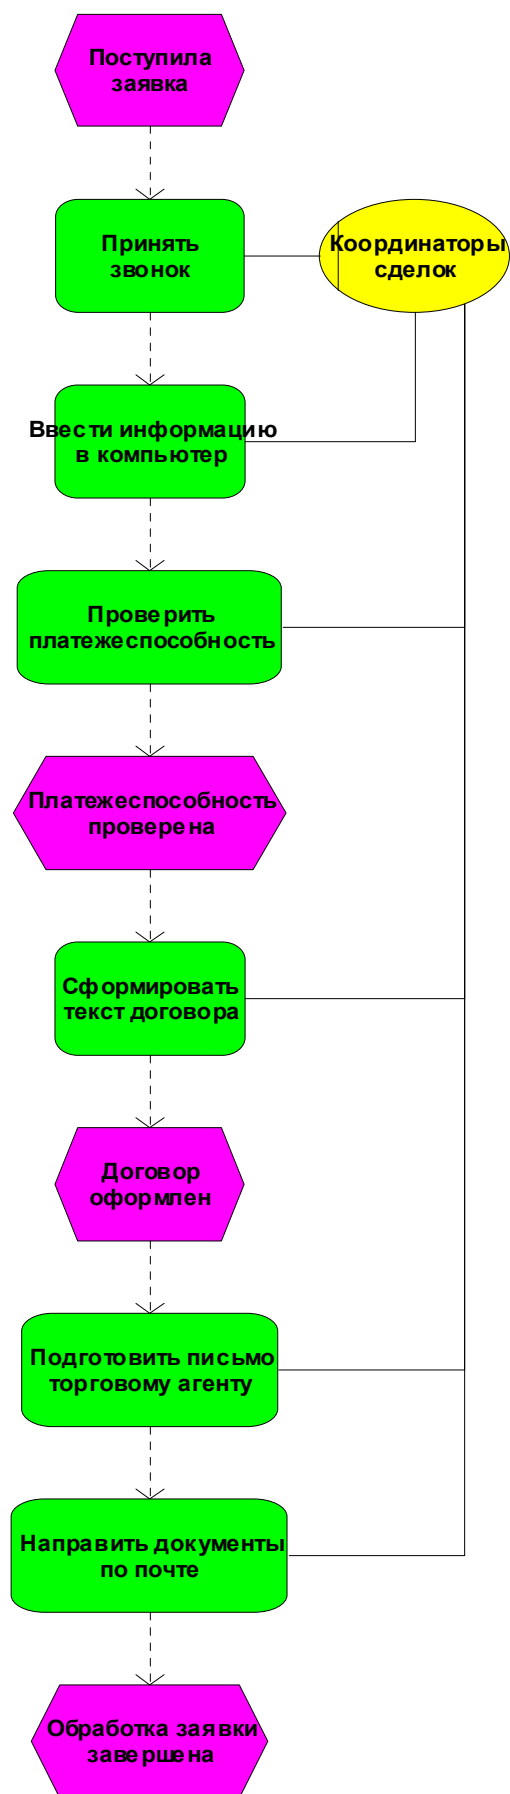 Поступила
заявка
Принять
звонок
Координаторы
сделок
Ввести информацию
в компьютер
Проверить
платежеспособность
Платежеспособность
проверена
Сформировать
текст договора
Договор
оформлен
Подготовить письмо
торговому агенту
Направить документы
по почте
Обработка заявки
завершена